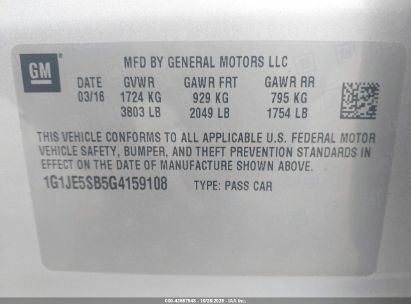 GM
MFD BY GENERAL MOTORS LLC
DATE GVWR GAWR FRT GAWR RR
03/16 1724 KG 929 KG 795 KG
3803 LB 2049 LB 1754 LB
THIS VEHICLE CONFORMS TO ALL APPLICABLE U.S. FEDERAL MOTOR
VEHICLE SAFETY, BUMPER, AND THEFT PREVENTION STANDARDS IN
EFFECT ON THE DATE OF MANUFACTURE SHOWN ABOVE.
1G1JE5SB5G4159108 TYPE: PASS CAR